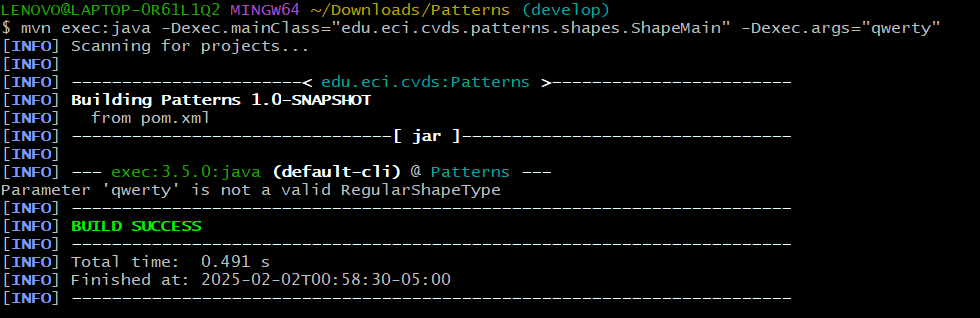 LENOVO@LAPTOP-0R61L1Q2 MINGW64 ~/Downloads/Patterns (develop)
$ mvn exec:java -Dexec.mainClass="edu.eci.cvds.patterns.shapes.ShapeMain" -Dexec.args="qwerty"
[INFO] Scanning for projects...
[INFO]
[INFO] -----------------------< edu.eci.cvds:Patterns >------------------------
[INFO] Building Patterns 1.0-SNAPSHOT
[INFO]   from pom.xml
[INFO] --------------------------------[ jar ]---------------------------------
[INFO]
[INFO] --- exec:3.5.0:java (default-cli) @ Patterns ---
Parameter 'qwerty' is not a valid RegularShapeType
[INFO] ------------------------------------------------------------------------
[INFO] BUILD SUCCESS
[INFO] ------------------------------------------------------------------------
[INFO] Total time:  0.491 s
[INFO] Finished at: 2025-02-02T00:58:30-05:00
[INFO] ------------------------------------------------------------------------